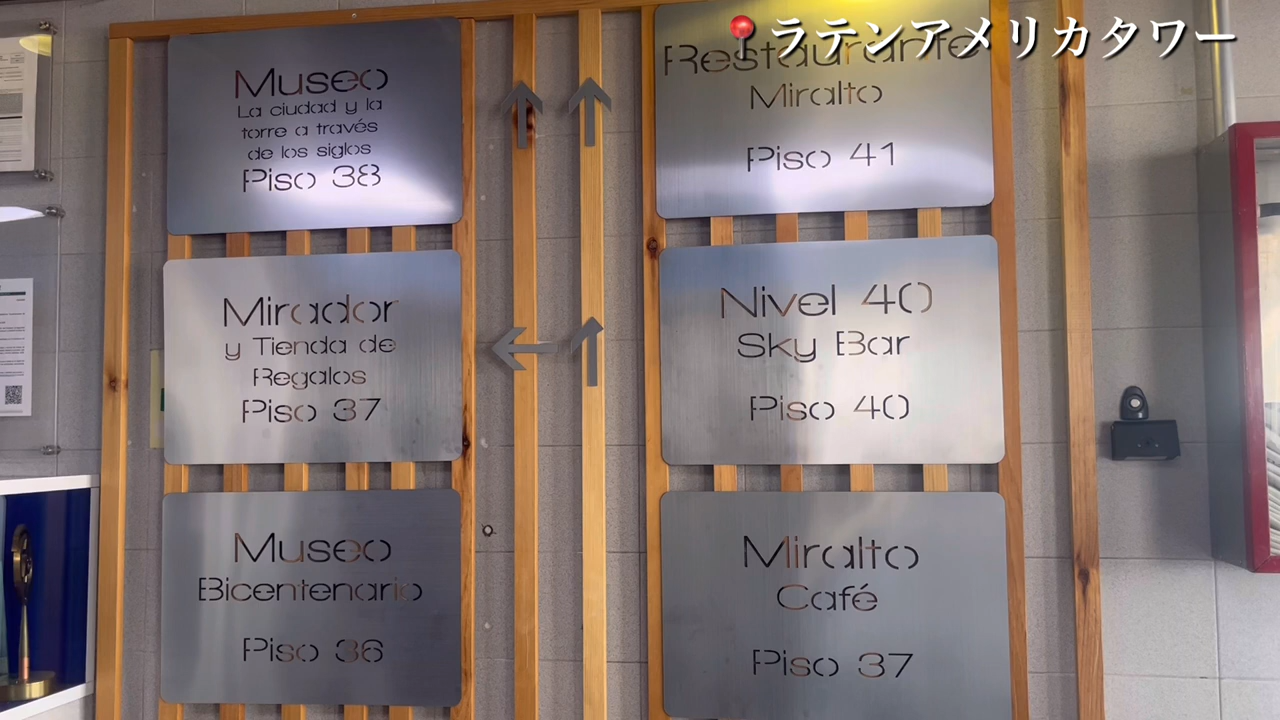 ラテンアメリカタワー
Museo
La ciudad y la
torre a través
de los siglos
Piso 38
Mirador
y Tienda de
Regalos
Piso 37
Museo
Bicentenario
Piso 36
Restaurante
Miralto
Piso 41
Nivel 40
Sky Bar
Piso 40
Miralto
Café
Piso 37